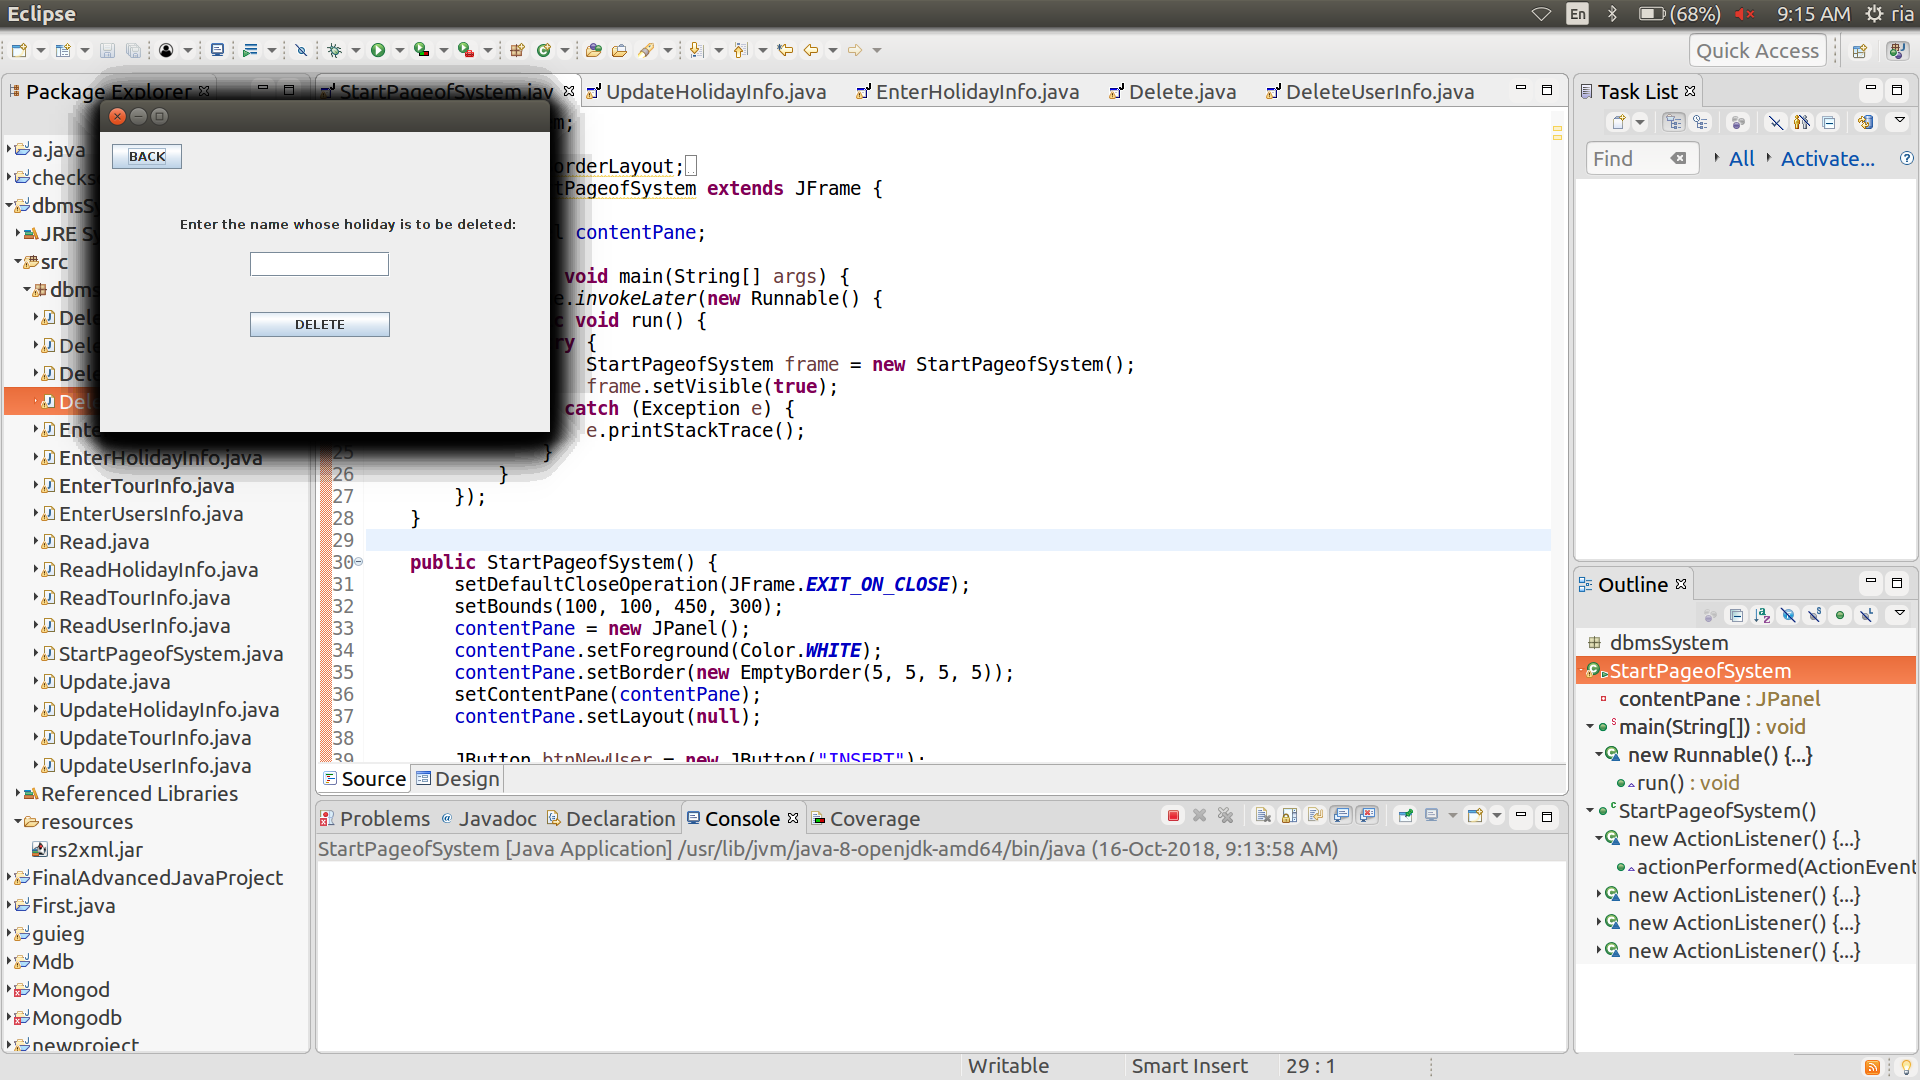 Eclipse
En
(68%)
9:15 AM
ria
Quick Access
Package Explorer
StartPageofSystem.jav
UpdateHolidayInfo.java
EnterHolidayInfo.java
Delete.java
DeleteUserInfo.java
Task List
BACK
Enter the name whose holiday is to be deleted:
DELETE
a.java
checks
dbmsS
JRE Sy
src
dbms
Dele
Dele
Dele
Dele
Ente
EnterHolidayInfo.java
EnterTourInfo.java
EnterUsersInfo.java
Read.java
ReadHolidayInfo.java
ReadTourInfo.java
ReadUserInfo.java
StartPageofSystem.java
Update.java
UpdateHolidayInfo.java
UpdateTourInfo.java
UpdateUserInfo.java
Referenced Libraries
resources
rs2xml.jar
FinalAdvancedJavaProject
First.java
guieg
Mdb
Mongod
Mongodb
newproject
m;
orderLayout;
tPageofSystem extends JFrame {
l contentPane;
void main(String[] args) {
e.invokeLater(new Runnable() {
c void run() {
ry {
StartPageofSystem frame = new StartPageofSystem();
frame.setVisible(true);
catch (Exception e) {
e.printStackTrace();
25 }
26 }
27 });
28 }
29
30 public StartPageofSystem() {
31 setDefaultCloseOperation(JFrame.EXIT_ON_CLOSE);
32 setBounds(100, 100, 450, 300);
33 contentPane = new JPanel();
34 contentPane.setForeground(Color.WHITE);
35 contentPane.setBorder(new EmptyBorder(5, 5, 5, 5));
36 setContentPane(contentPane);
37 contentPane.setLayout(null);
38
39 JButton btnNewUser = new JButton("INSERT");
Source Design
Problems
@ Javadoc
Declaration
Console
Coverage
StartPageofSystem [Java Application] /usr/lib/jvm/java-8-openjdk-amd64/bin/java (16-Oct-2018, 9:13:58 AM)
Find
All
Activate...
Outline
dbmsSystem
StartPageofSystem
contentPane : JPanel
main(String[]) : void
new Runnable() {...}
run() : void
StartPageofSystem()
new ActionListener() {...}
actionPerformed(ActionEvent
new ActionListener() {...}
new ActionListener() {...}
new ActionListener() {...}
Writable
Smart Insert
29 : 1